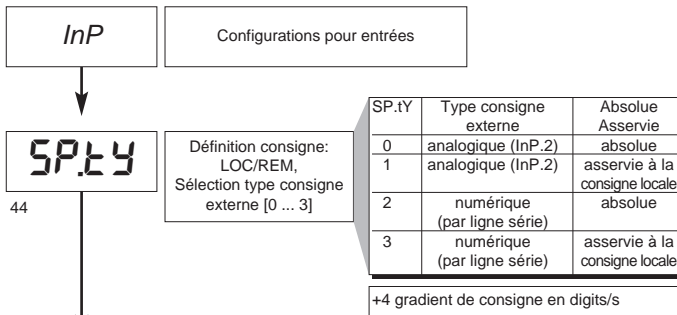 InP
Configurations pour entrées
SP.tY
44
Définition consigne:
LOC/REM,
Sélection type consigne
externe [0 ... 3]
SP.tY Type consigne externe Absolue Asservie
0 analogique (InP.2) absolue
1 analogique (InP.2) asservie à la consigne locale
2 numérique (par ligne série) absolue
3 numérique (par ligne série) asservie à la consigne locale
+4 gradient de consigne en digits/s